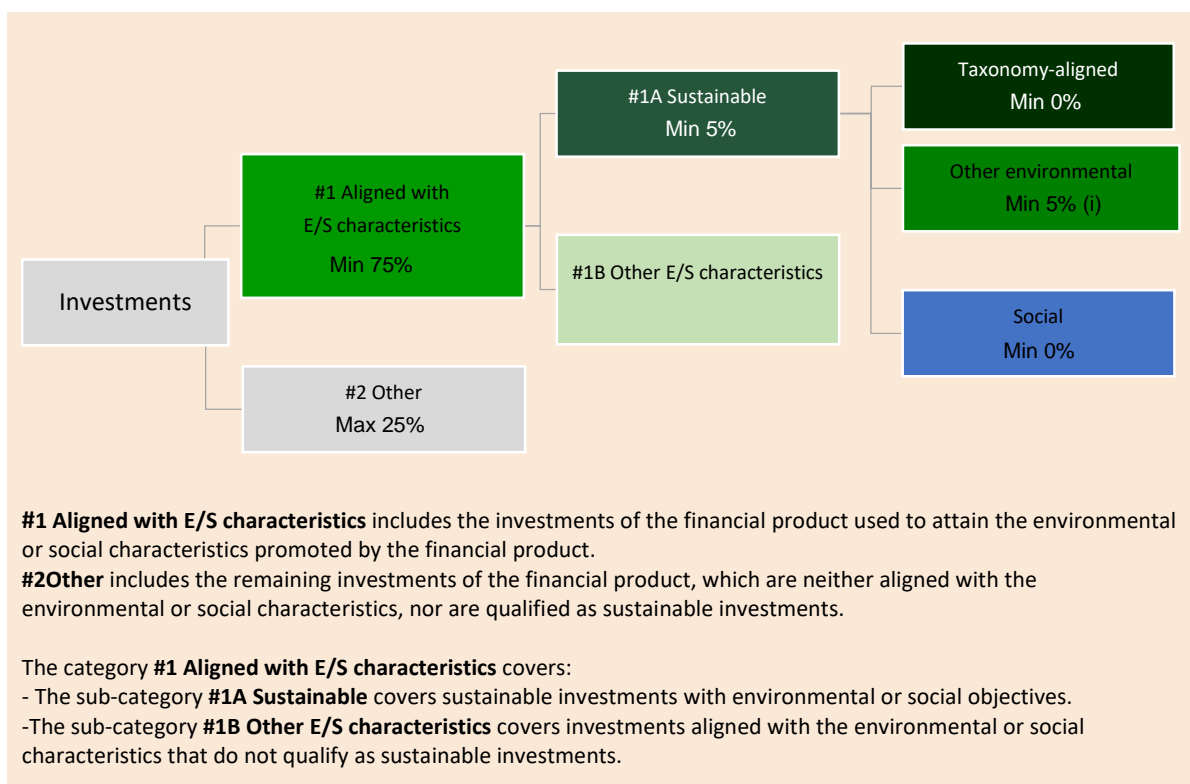 Investments
#1 Aligned with
E/S characteristics
Min 75%
#2 Other
Max 25%
#1A Sustainable
Min 5%
#1B Other E/S characteristics
Taxonomy-aligned
Min 0%
Other environmental
Min 5% (i)
Social
Min 0%
#1 Aligned with E/S characteristics includes the investments of the financial product used to attain the environmental
or social characteristics promoted by the financial product.
#2Other includes the remaining investments of the financial product, which are neither aligned with the
environmental or social characteristics, nor are qualified as sustainable investments.
The category #1 Aligned with E/S characteristics covers:
- The sub-category #1A Sustainable covers sustainable investments with environmental or social objectives.
-The sub-category #1B Other E/S characteristics covers investments aligned with the environmental or social
characteristics that do not qualify as sustainable investments.